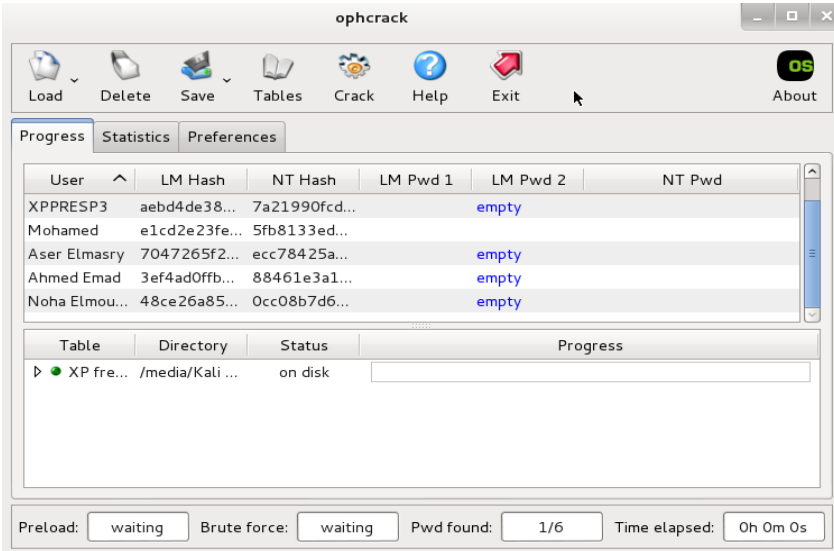 ophcrack
Load Delete Save Tables Crack Help Exit OS About
Progress Statistics Preferences
User LM Hash NT Hash LM Pwd 1 LM Pwd 2 NT Pwd
XPPRESP3 aebd4de38... 7a21990fcd... empty
Mohamed e1cd2e23fe... 5fb8133ed...
Aser Elmasry 7047265f2... ecc78425a... empty
Ahmed Emad 3ef4ad0ffb... 88461e3a1... empty
Noha Elmou... 48ce26a85... 0cc08b7d6... empty
Table Directory Status Progress
XP fre... /media/Kali ... on disk
Preload: waiting Brute force: waiting Pwd found: 1/6 Time elapsed: 0h 0m 0s